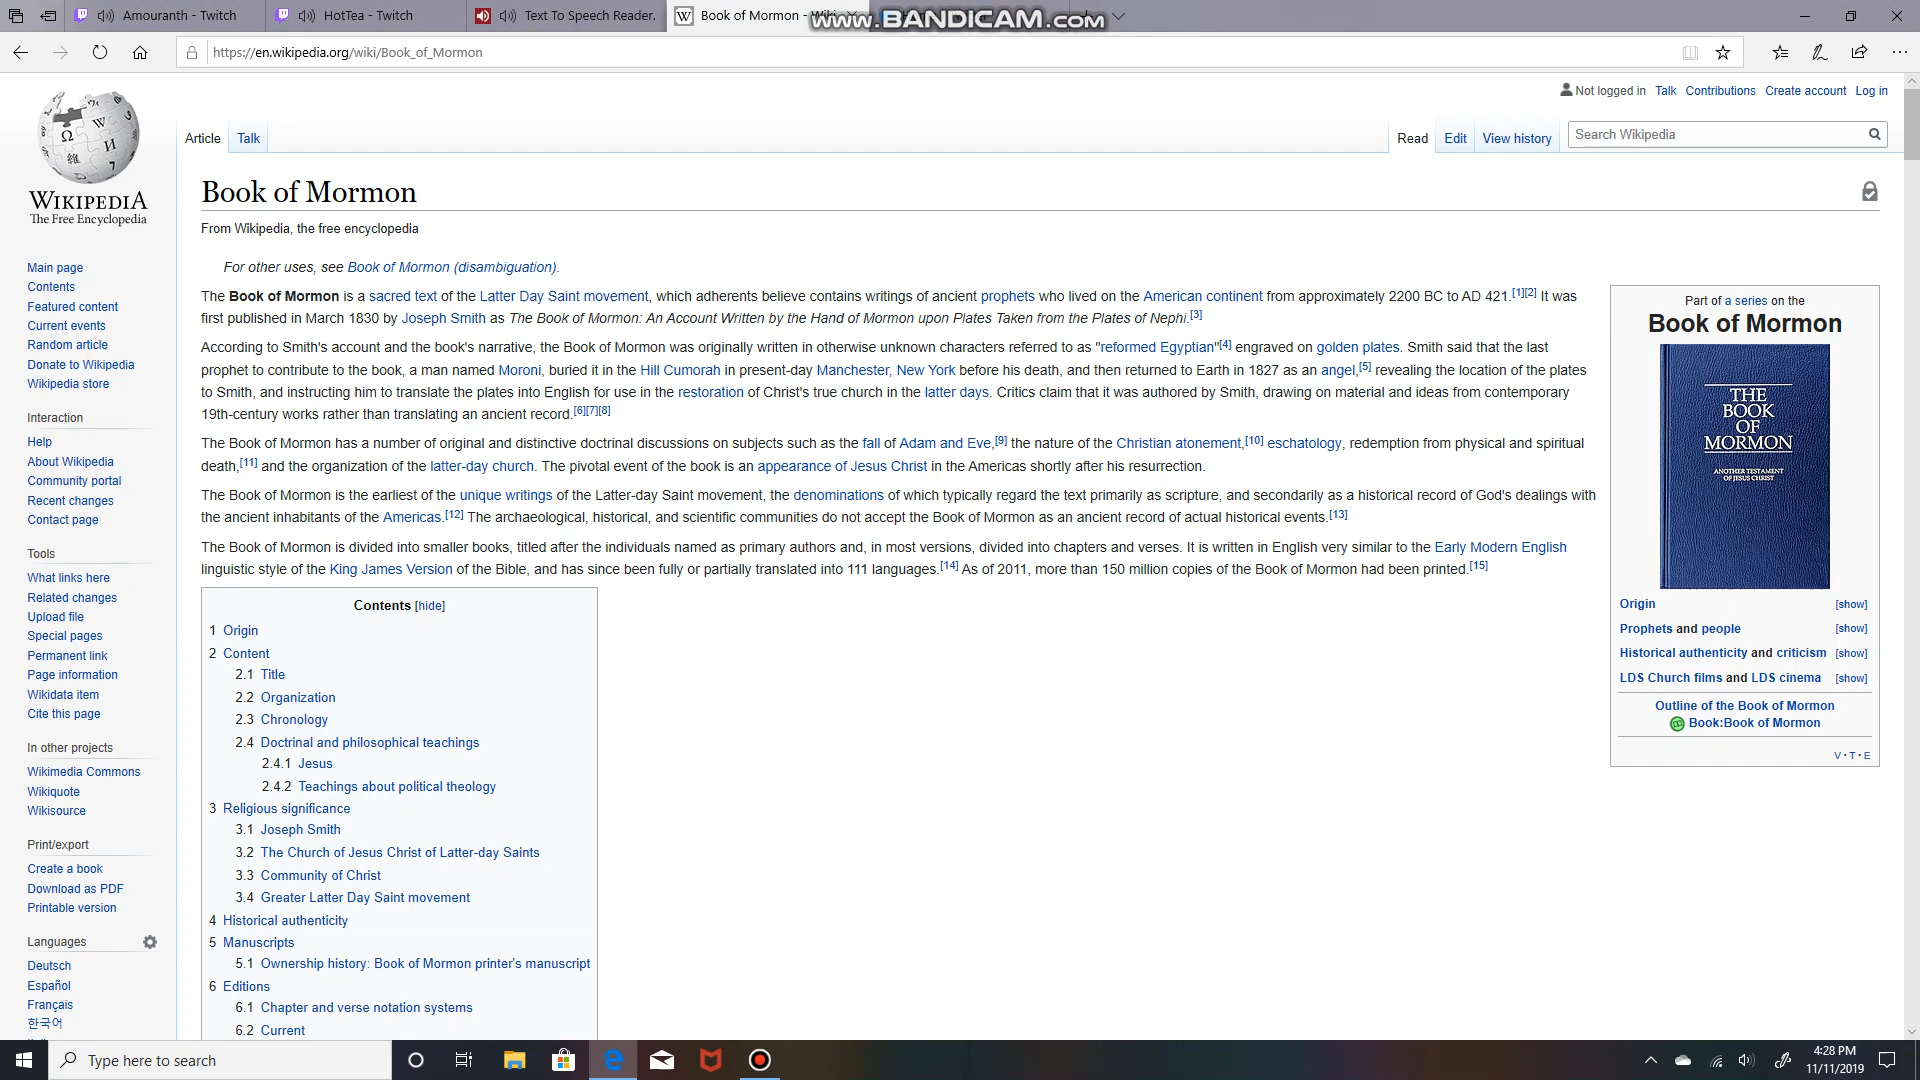 Amouranth - Twitch
HotTea - Twitch
Text To Speech Reader.
Book of Mormon - Wiki
www.BANDICAM.com
https://en.wikipedia.org/wiki/Book_of_Mormon
Not logged in Talk Contributions Create account Log in
Article Talk Read Edit View history Search Wikipedia
WIKIPEDIA
The Free Encyclopedia
Book of Mormon
From Wikipedia, the free encyclopedia
For other uses, see Book of Mormon (disambiguation).
The Book of Mormon is a sacred text of the Latter Day Saint movement, which adherents believe contains writings of ancient prophets who lived on the American continent from approximately 2200 BC to AD 421.[1][2] It was
first published in March 1830 by Joseph Smith as The Book of Mormon: An Account Written by the Hand of Mormon upon Plates Taken from the Plates of Nephi.[3]
According to Smith's account and the book's narrative, the Book of Mormon was originally written in otherwise unknown characters referred to as "reformed Egyptian"[4] engraved on golden plates. Smith said that the last
prophet to contribute to the book, a man named Moroni, buried it in the Hill Cumorah in present-day Manchester, New York before his death, and then returned to Earth in 1827 as an angel,[5] revealing the location of the plates
to Smith, and instructing him to translate the plates into English for use in the restoration of Christ's true church in the latter days. Critics claim that it was authored by Smith, drawing on material and ideas from contemporary
19th-century works rather than translating an ancient record.[6][7][8]
The Book of Mormon has a number of original and distinctive doctrinal discussions on subjects such as the fall of Adam and Eve,[9] the nature of the Christian atonement,[10] eschatology, redemption from physical and spiritual
death,[11] and the organization of the latter-day church. The pivotal event of the book is an appearance of Jesus Christ in the Americas shortly after his resurrection.
The Book of Mormon is the earliest of the unique writings of the Latter-day Saint movement, the denominations of which typically regard the text primarily as scripture, and secondarily as a historical record of God's dealings with
the ancient inhabitants of the Americas.[12] The archaeological, historical, and scientific communities do not accept the Book of Mormon as an ancient record of actual historical events.[13]
The Book of Mormon is divided into smaller books, titled after the individuals named as primary authors and, in most versions, divided into chapters and verses. It is written in English very similar to the Early Modern English
linguistic style of the King James Version of the Bible, and has since been fully or partially translated into 111 languages.[14] As of 2011, more than 150 million copies of the Book of Mormon had been printed.[15]
Contents [hide]
1 Origin
2 Content
2.1 Title
2.2 Organization
2.3 Chronology
2.4 Doctrinal and philosophical teachings
2.4.1 Jesus
2.4.2 Teachings about political theology
3 Religious significance
3.1 Joseph Smith
3.2 The Church of Jesus Christ of Latter-day Saints
3.3 Community of Christ
3.4 Greater Latter Day Saint movement
4 Historical authenticity
5 Manuscripts
5.1 Ownership history: Book of Mormon printer's manuscript
6 Editions
6.1 Chapter and verse notation systems
6.2 Current
Part of a series on the
Book of Mormon
THE
BOOK
OF
MORMON
ANOTHER TESTAMENT
OF JESUS CHRIST
Origin [show]
Prophets and people [show]
Historical authenticity and criticism [show]
LDS Church films and LDS cinema [show]
Outline of the Book of Mormon
Book:Book of Mormon
V · T · E
Main page
Contents
Featured content
Current events
Random article
Donate to Wikipedia
Wikipedia store
Interaction
Help
About Wikipedia
Community portal
Recent changes
Contact page
Tools
What links here
Related changes
Upload file
Special pages
Permanent link
Page information
Wikidata item
Cite this page
In other projects
Wikimedia Commons
Wikiquote
Wikisource
Print/export
Create a book
Download as PDF
Printable version
Languages
Deutsch
Español
Français
한국어
Type here to search
4:28 PM
11/11/2019